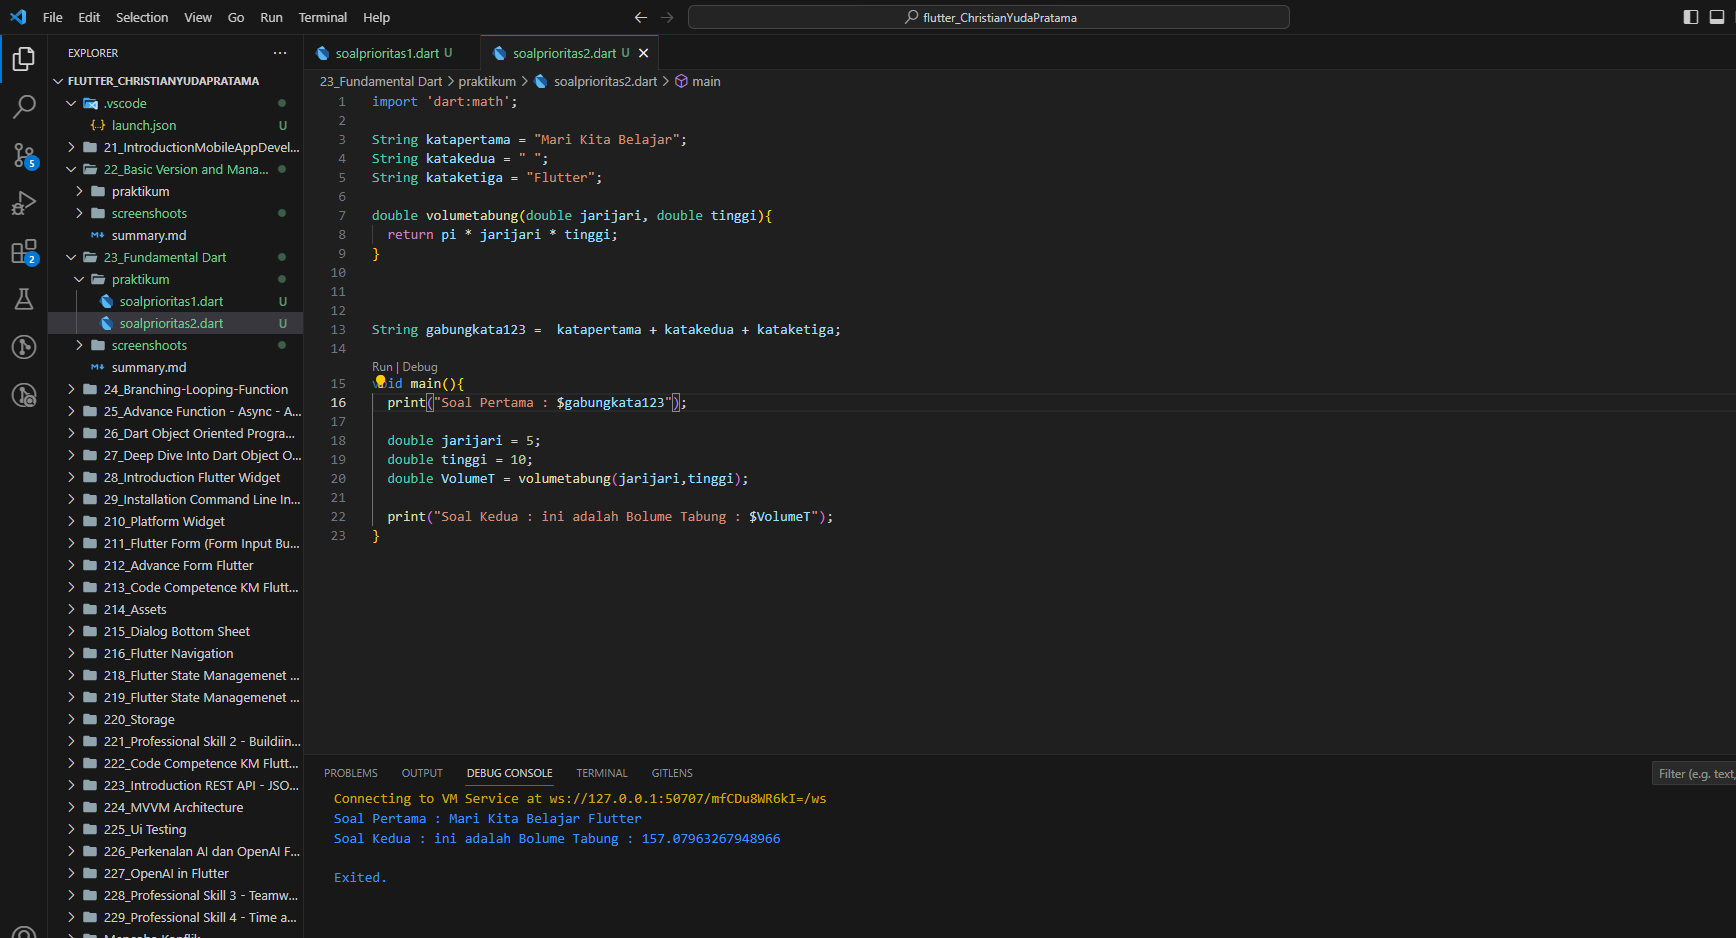 File Edit Selection View Go Run Terminal Help
flutter_ChristianYudaPratama
EXPLORER
FLUTTER_CHRISTIANYUDAPRATAMA
.vscode
launch.json U
21_IntroductionMobileAppDevel...
22_Basic Version and Mana...
praktikum
screenshoots
summary.md
23_Fundamental Dart
praktikum
soalprioritas1.dart U
soalprioritas2.dart U
screenshoots
summary.md
24_Branching-Looping-Function
25_Advance Function - Async - A...
26_Dart Object Oriented Progra...
27_Deep Dive Into Dart Object O...
28_Introduction Flutter Widget
29_Installation Command Line In...
210_Platform Widget
211_Flutter Form (Form Input Bu...
212_Advance Form Flutter
213_Code Competence KM Flutt...
214_Assets
215_Dialog Bottom Sheet
216_Flutter Navigation
218_Flutter State Managemenet ...
219_Flutter State Managemenet ...
220_Storage
221_Professional Skill 2 - Buildiin...
222_Code Competence KM Flutt...
223_Introduction REST API - JSO...
224_MVVM Architecture
225_Ui Testing
226_Perkenalan AI dan OpenAI F...
227_OpenAI in Flutter
228_Professional Skill 3 - Teamw...
229_Professional Skill 4 - Time a...
5
2
soalprioritas1.dart U
soalprioritas2.dart U
23_Fundamental Dart > praktikum > soalprioritas2.dart > main
1 import 'dart:math';
2
3 String katapertama = "Mari Kita Belajar";
4 String katakedua = " ";
5 String kataketiga = "Flutter";
6
7 double volumetabung(double jarijari, double tinggi){
8 return pi * jarijari * tinggi;
9 }
10
11
12
13 String gabungkata123 =  katapertama + katakedua + kataketiga;
14
Run | Debug
15 void main(){
16 print("Soal Pertama : $gabungkata123");
17
18 double jarijari = 5;
19 double tinggi = 10;
20 double VolumeT = volumetabung(jarijari,tinggi);
21
22 print("Soal Kedua : ini adalah Bolume Tabung : $VolumeT");
23 }
PROBLEMS OUTPUT DEBUG CONSOLE TERMINAL GITLENS
Filter (e.g. text,
Connecting to VM Service at ws://127.0.0.1:50707/mfCDu8WR6kI=/ws
Soal Pertama : Mari Kita Belajar Flutter
Soal Kedua : ini adalah Bolume Tabung : 157.07963267948966
Exited.